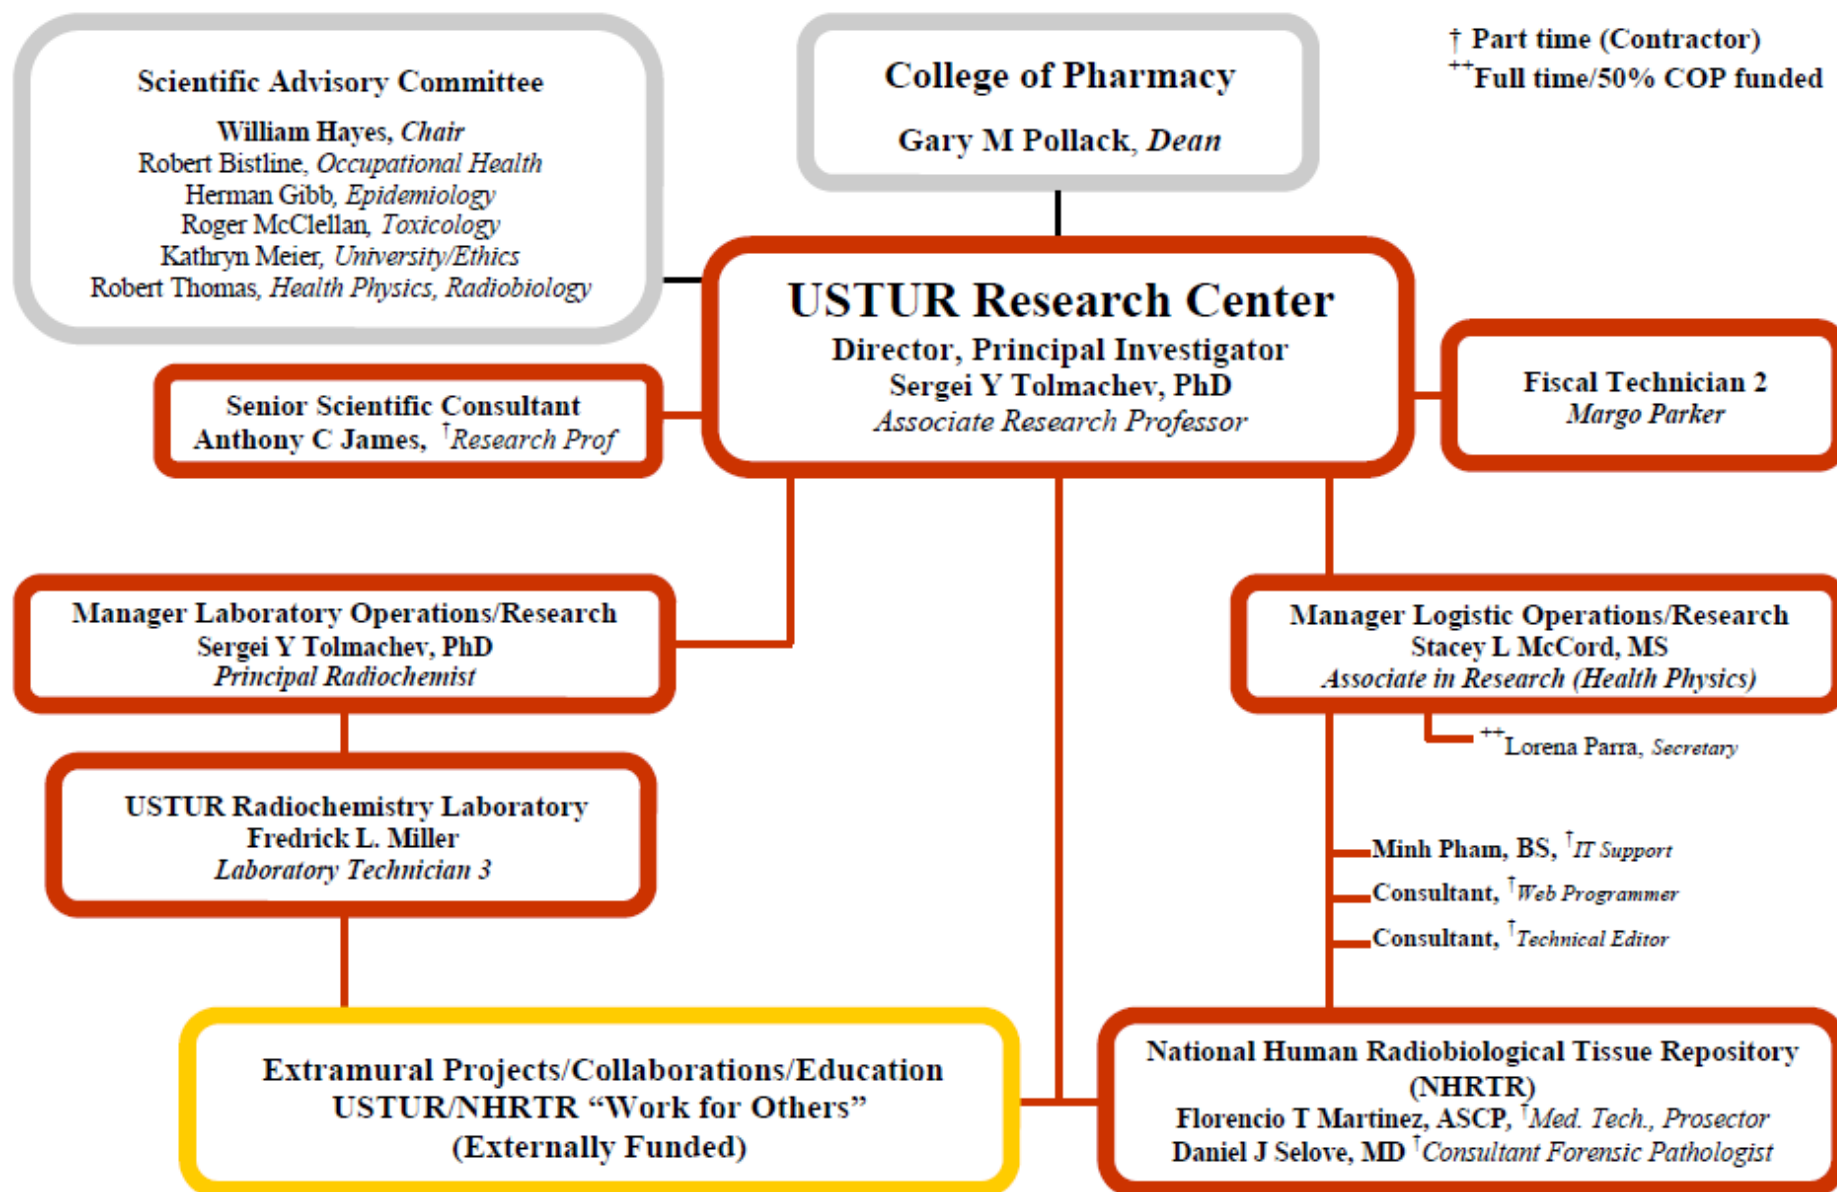 Scientific Advisory Committee
William Hayes, Chair
Robert Bistline, Occupational Health
Herman Gibb, Epidemiology
Roger McClellan, Toxicology
Kathryn Meier, University/Ethics
Robert Thomas, Health Physics, Radiobiology
College of Pharmacy
Gary M Pollack, Dean
† Part time (Contractor)
++Full time/50% COP funded
USTUR Research Center
Director, Principal Investigator
Sergei Y Tolmachev, PhD
Associate Research Professor
Senior Scientific Consultant
Anthony C James, †Research Prof
Fiscal Technician 2
Margo Parker
Manager Laboratory Operations/Research
Sergei Y Tolmachev, PhD
Principal Radiochemist
Manager Logistic Operations/Research
Stacey L McCord, MS
Associate in Research (Health Physics)
++Lorena Parra, Secretary
USTUR Radiochemistry Laboratory
Fredrick L. Miller
Laboratory Technician 3
Minh Pham, BS, †IT Support
Consultant, †Web Programmer
Consultant, †Technical Editor
Extramural Projects/Collaborations/Education
USTUR/NHRTR “Work for Others”
(Externally Funded)
National Human Radiobiological Tissue Repository
(NHRTR)
Florencio T Martinez, ASCP, †Med. Tech., Prosector
Daniel J Selove, MD †Consultant Forensic Pathologist